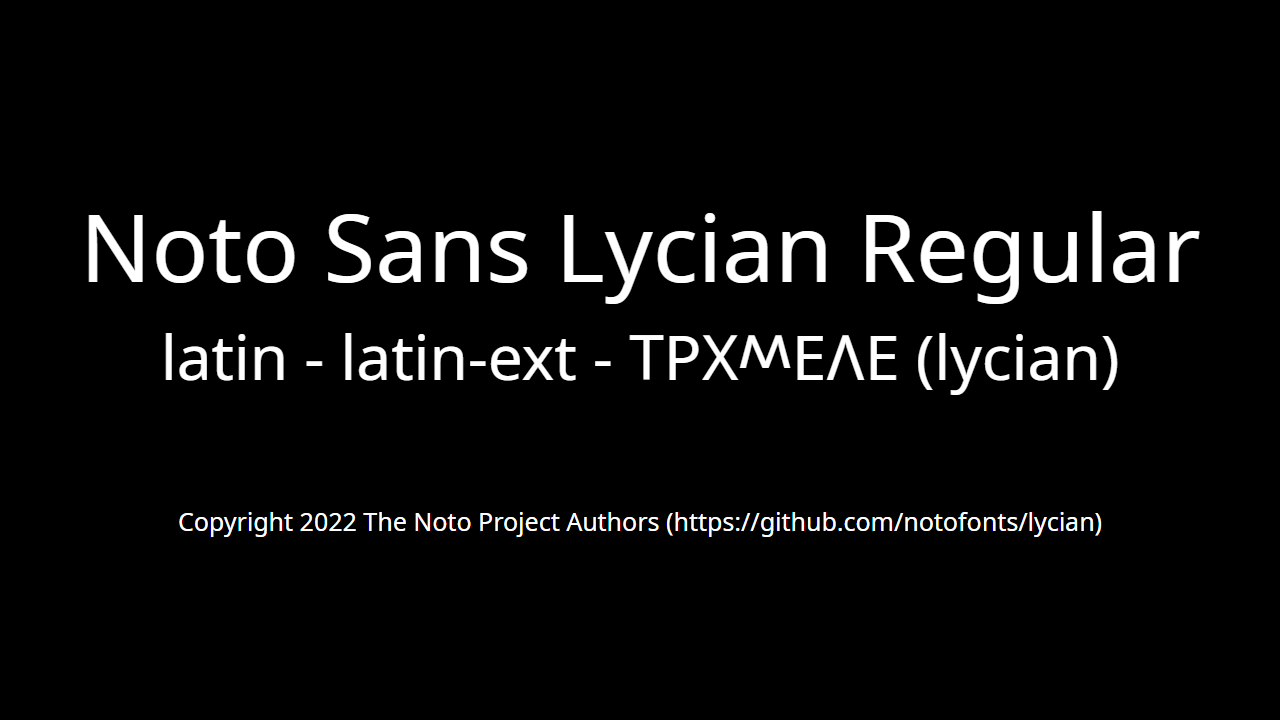 Noto Sans Lycian Regular
latin - latin-ext - 𐊗𐊕𐊐𐊎𐊆𐊍𐊆 (lycian)
Copyright 2022 The Noto Project Authors (https://github.com/notofonts/lycian)